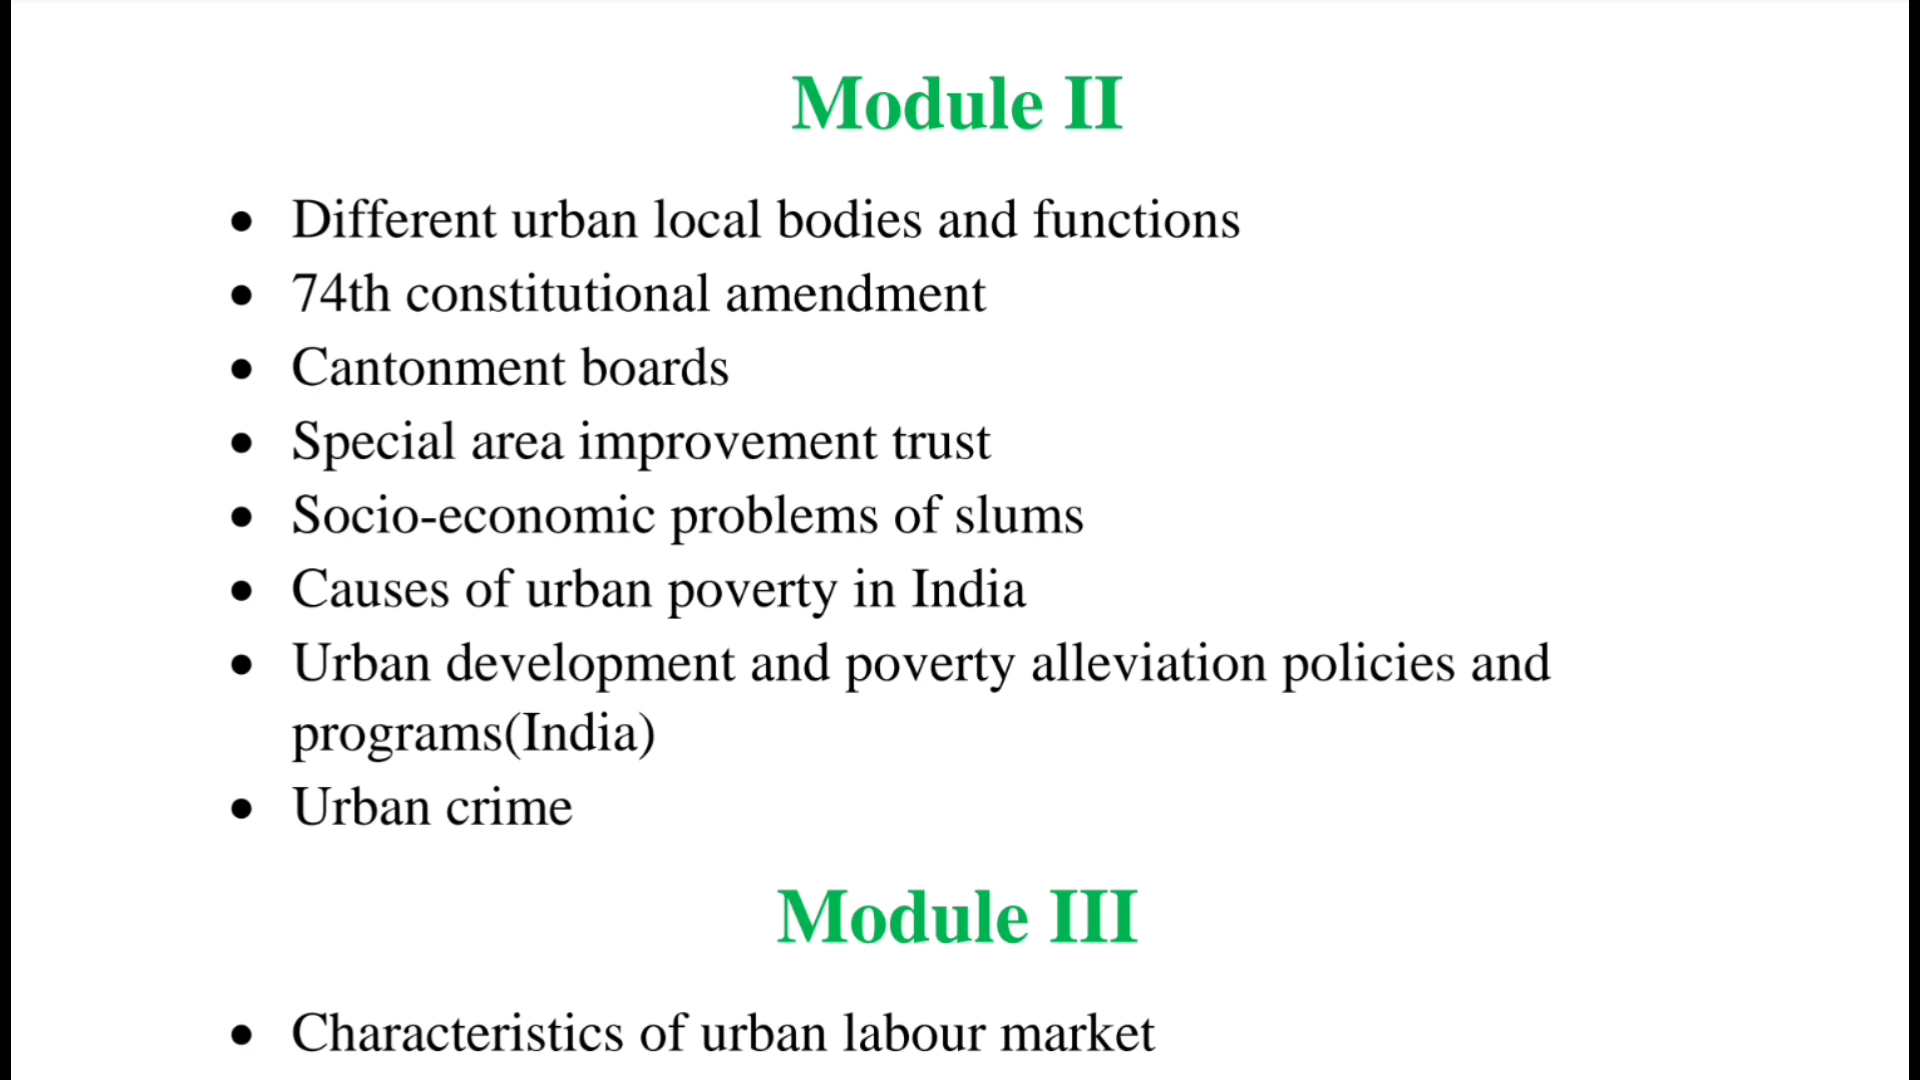 Module II
• Different urban local bodies and functions
• 74th constitutional amendment
• Cantonment boards
• Special area improvement trust
• Socio-economic problems of slums
• Causes of urban poverty in India
• Urban development and poverty alleviation policies and
programs(India)
• Urban crime
Module III
• Characteristics of urban labour market